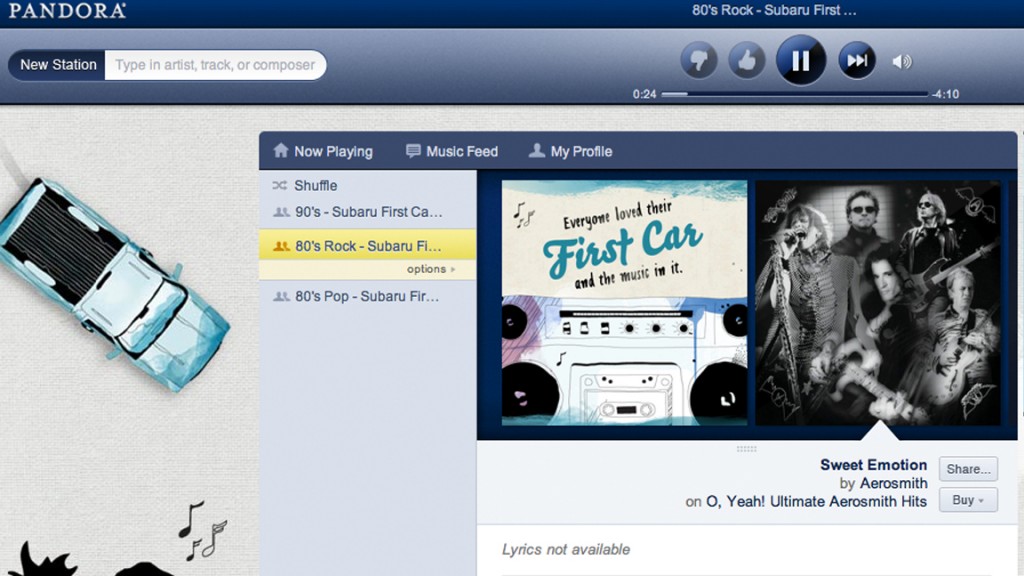 PANDORA
80's Rock - Subaru First ...
New Station
Type in artist, track, or composer
0:24
-4:10
Now Playing
Music Feed
My Profile
Shuffle
90's - Subaru First Ca...
80's Rock - Subaru Fi...
options
80's Pop - Subaru Fir...
Everyone loved their
First Car
and the music in it.
Sweet Emotion
by Aerosmith
on O, Yeah! Ultimate Aerosmith Hits
Share...
Buy
Lyrics not available